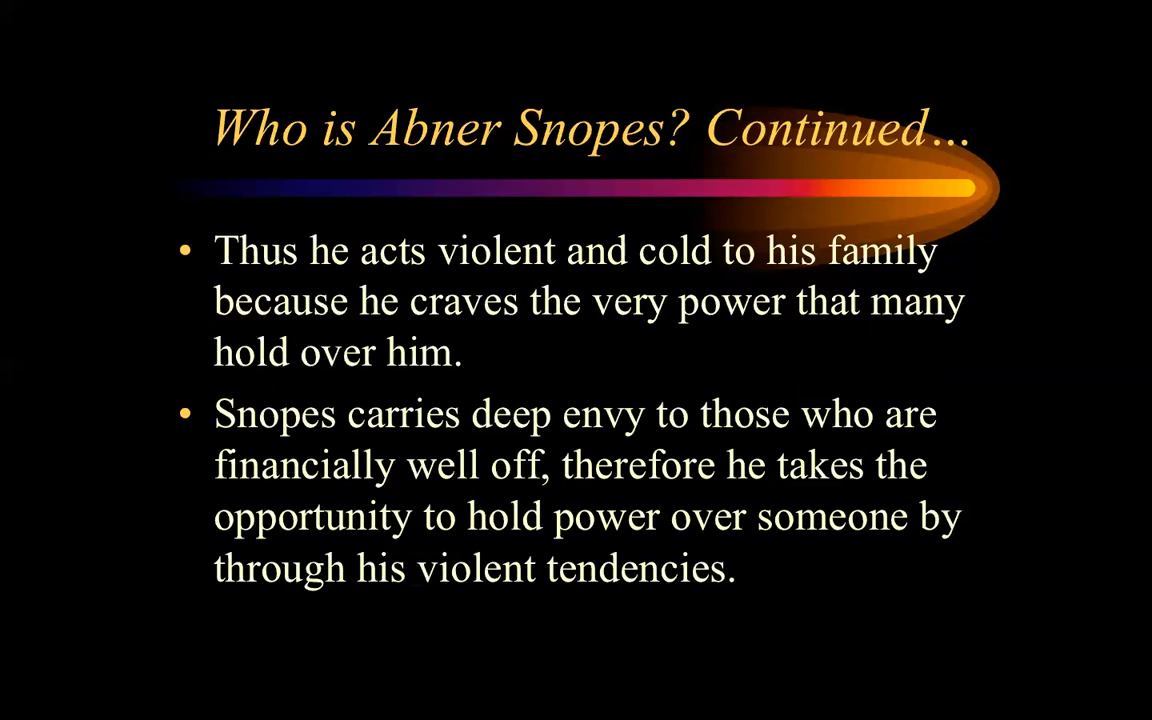 Who is Abner Snopes? Continued…
• Thus he acts violent and cold to his family
because he craves the very power that many
hold over him.
• Snopes carries deep envy to those who are
financially well off, therefore he takes the
opportunity to hold power over someone by
through his violent tendencies.